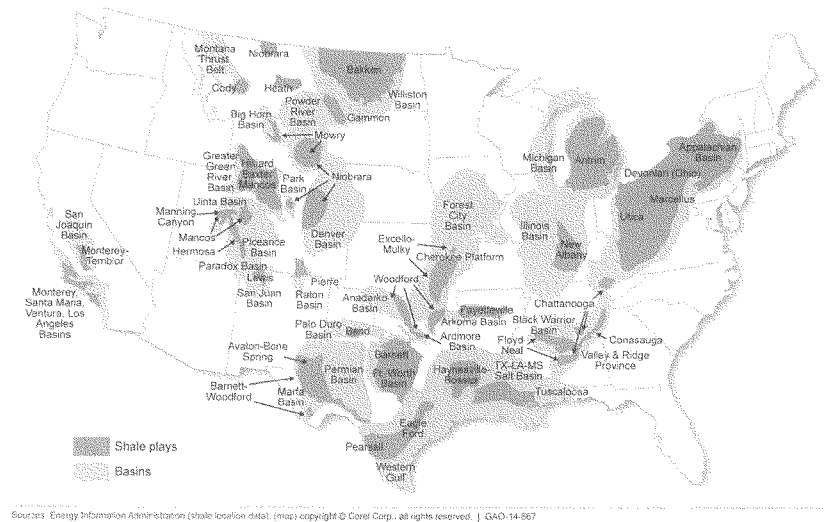 Montana
Thrust
Belt
Niobrara
Bakken
Cody
Heath
Williston
Basin
Powder
River
Basin
Gammon
Big Horn
Basin
Mowry
Greater
Green
River
Basin
Hilliard
Baxter
Mancos
Park
Basin
Niobrara
Michigan
Basin
Antrim
Appalachian
Basin
Devonian (Ohio)
Marcellus
Utica
Uinta Basin
Manning
Canyon
Mancos
Hermosa
Piceance
Basin
Denver
Basin
Forest
City
Basin
Illinois
Basin
New
Albany
San
Joaquin
Basin
Monterey-
Temblor
Paradox Basin
Lewis
San Juan
Basin
Pierre
Raton
Basin
Excello-
Mulky
Cherokee Platform
Woodford
Anadarko
Basin
Monterey,
Santa Maria,
Ventura, Los
Angeles
Basins
Palo Duro
Basin
Bend
Fayetteville
Arkoma Basin
Ardmore
Basin
Chattanooga
Black Warrior
Basin
Floyd
Neal
Conasauga
Valley & Ridge
Province
Avalon-Bone
Spring
Permian
Basin
Barnett
Ft. Worth
Basin
Haynesville-
Bossier
TX-LA-MS
Salt Basin
Tuscaloosa
Barnett-
Woodford
Marfa
Basin
Eagle
Ford
Pearsall
Western
Gulf
Shale plays
Basins
Sources: Energy Information Administration (shale location data), (map) copyright © Corel Corp., all rights reserved. | GAO-14-667